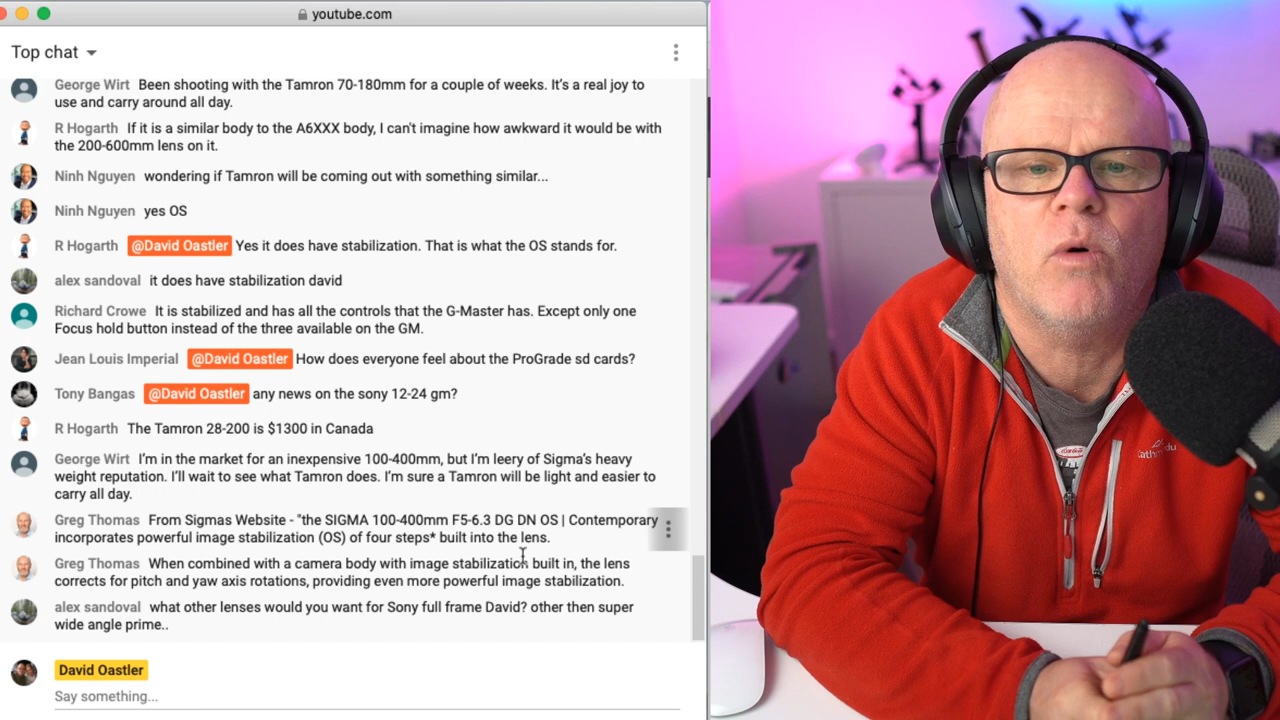 youtube.com
Top chat
George Wirt Been shooting with the Tamron 70-180mm for a couple of weeks. It's a real joy to
use and carry around all day.
R Hogarth If it is a similar body to the A6XXX body, I can't imagine how awkward it would be with
the 200-600mm lens on it.
Ninh Nguyen wondering if Tamron will be coming out with something similar...
Ninh Nguyen yes OS
R Hogarth @David Oastler Yes it does have stabilization. That is what the OS stands for.
alex sandoval it does have stabilization david
Richard Crowe It is stabilized and has all the controls that the G-Master has. Except only one
Focus hold button instead of the three available on the GM.
Jean Louis Imperial @David Oastler How does everyone feel about the ProGrade sd cards?
Tony Bangas @David Oastler any news on the sony 12-24 gm?
R Hogarth The Tamron 28-200 is $1300 in Canada
George Wirt I'm in the market for an inexpensive 100-400mm, but I'm leery of Sigma's heavy
weight reputation. I'll wait to see what Tamron does. I'm sure a Tamron will be light and easier to
carry all day.
Greg Thomas From Sigmas Website - "the SIGMA 100-400mm F5-6.3 DG DN OS | Contemporary
incorporates powerful image stabilization (OS) of four steps* built into the lens.
Greg Thomas When combined with a camera body with image stabilization built in, the lens
corrects for pitch and yaw axis rotations, providing even more powerful image stabilization.
alex sandoval what other lenses would you want for Sony full frame David? other then super
wide angle prime..
David Oastler
Say something...